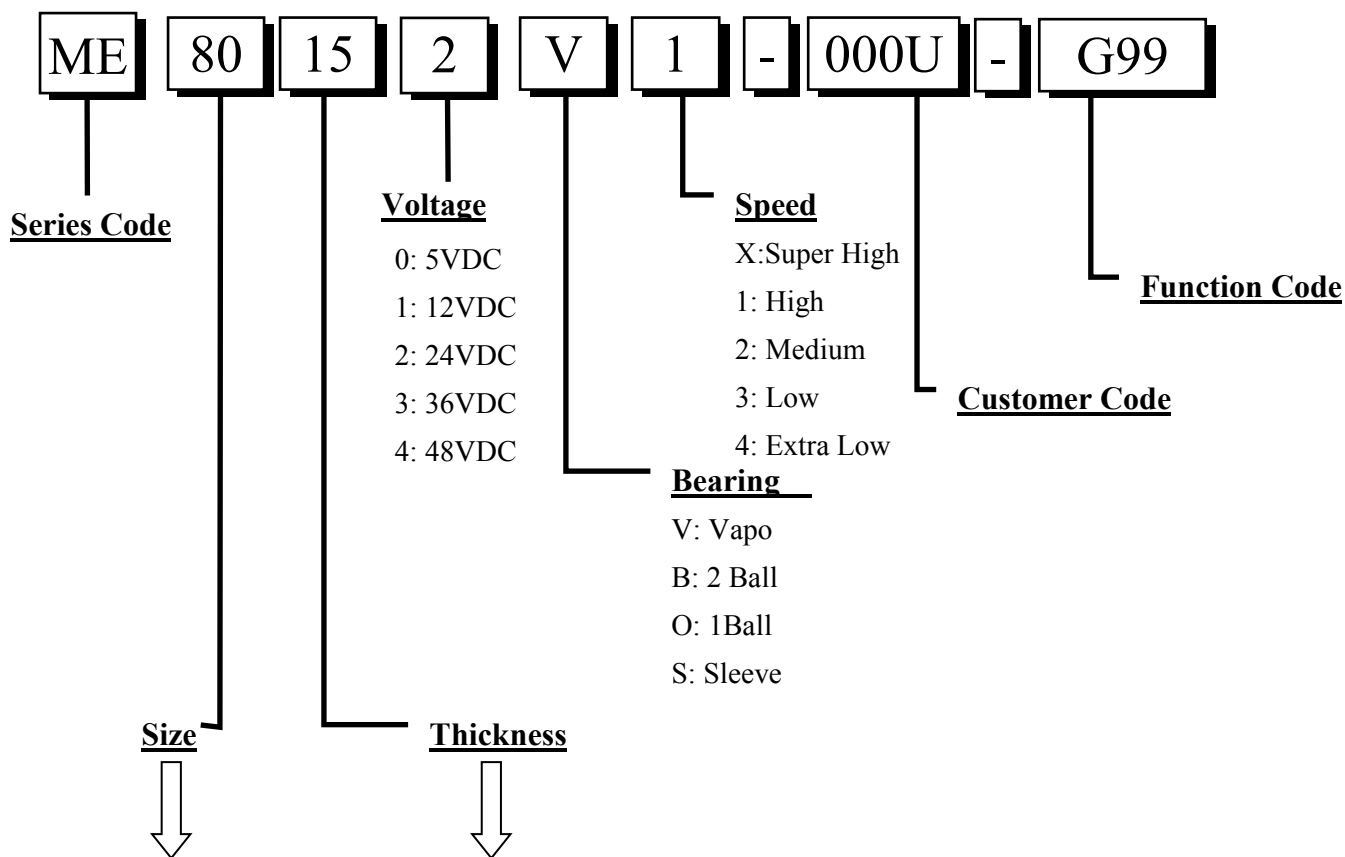 ME 80 15 2 V 1 - 000U - G99
Series Code
Voltage
0: 5VDC
1: 12VDC
2: 24VDC
3: 36VDC
4: 48VDC
Speed
X:Super High
1: High
2: Medium
3: Low
4: Extra Low
Function Code
Customer Code
Bearing
V: Vapo
B: 2 Ball
O: 1Ball
S: Sleeve
Size
Thickness